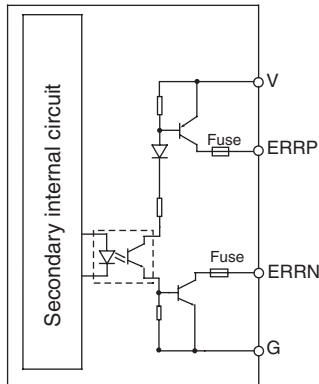 Secondary internal circuit
V
Fuse
ERRP
Fuse
ERRN
G